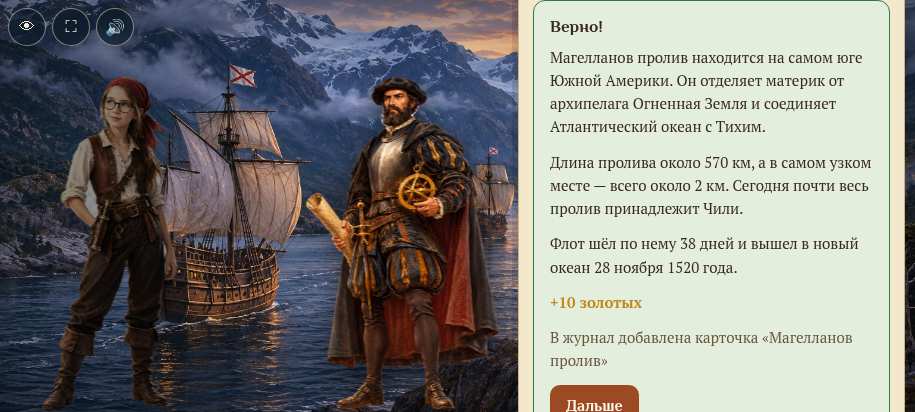 Верно!
Магелланов пролив находится на самом юге
Южной Америки. Он отделяет материк от
архипелага Огненная Земля и соединяет
Атлантический океан с Тихим.
Длина пролива около 570 км, а в самом узком
месте — всего около 2 км. Сегодня почти весь
пролив принадлежит Чили.
Флот шёл по нему 38 дней и вышел в новый
океан 28 ноября 1520 года.
+10 золотых
В журнал добавлена карточка «Магелланов
пролив»
Дальше